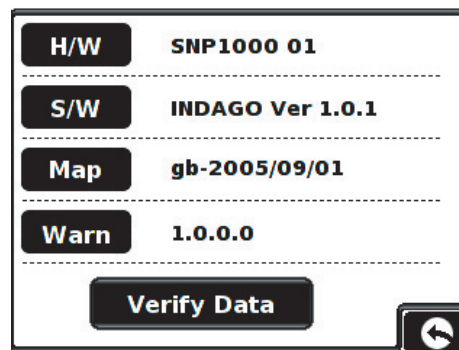 H/W SNP1000 01
S/W INDAGO Ver 1.0.1
Map gb-2005/09/01
Warn 1.0.0.0
Verify Data